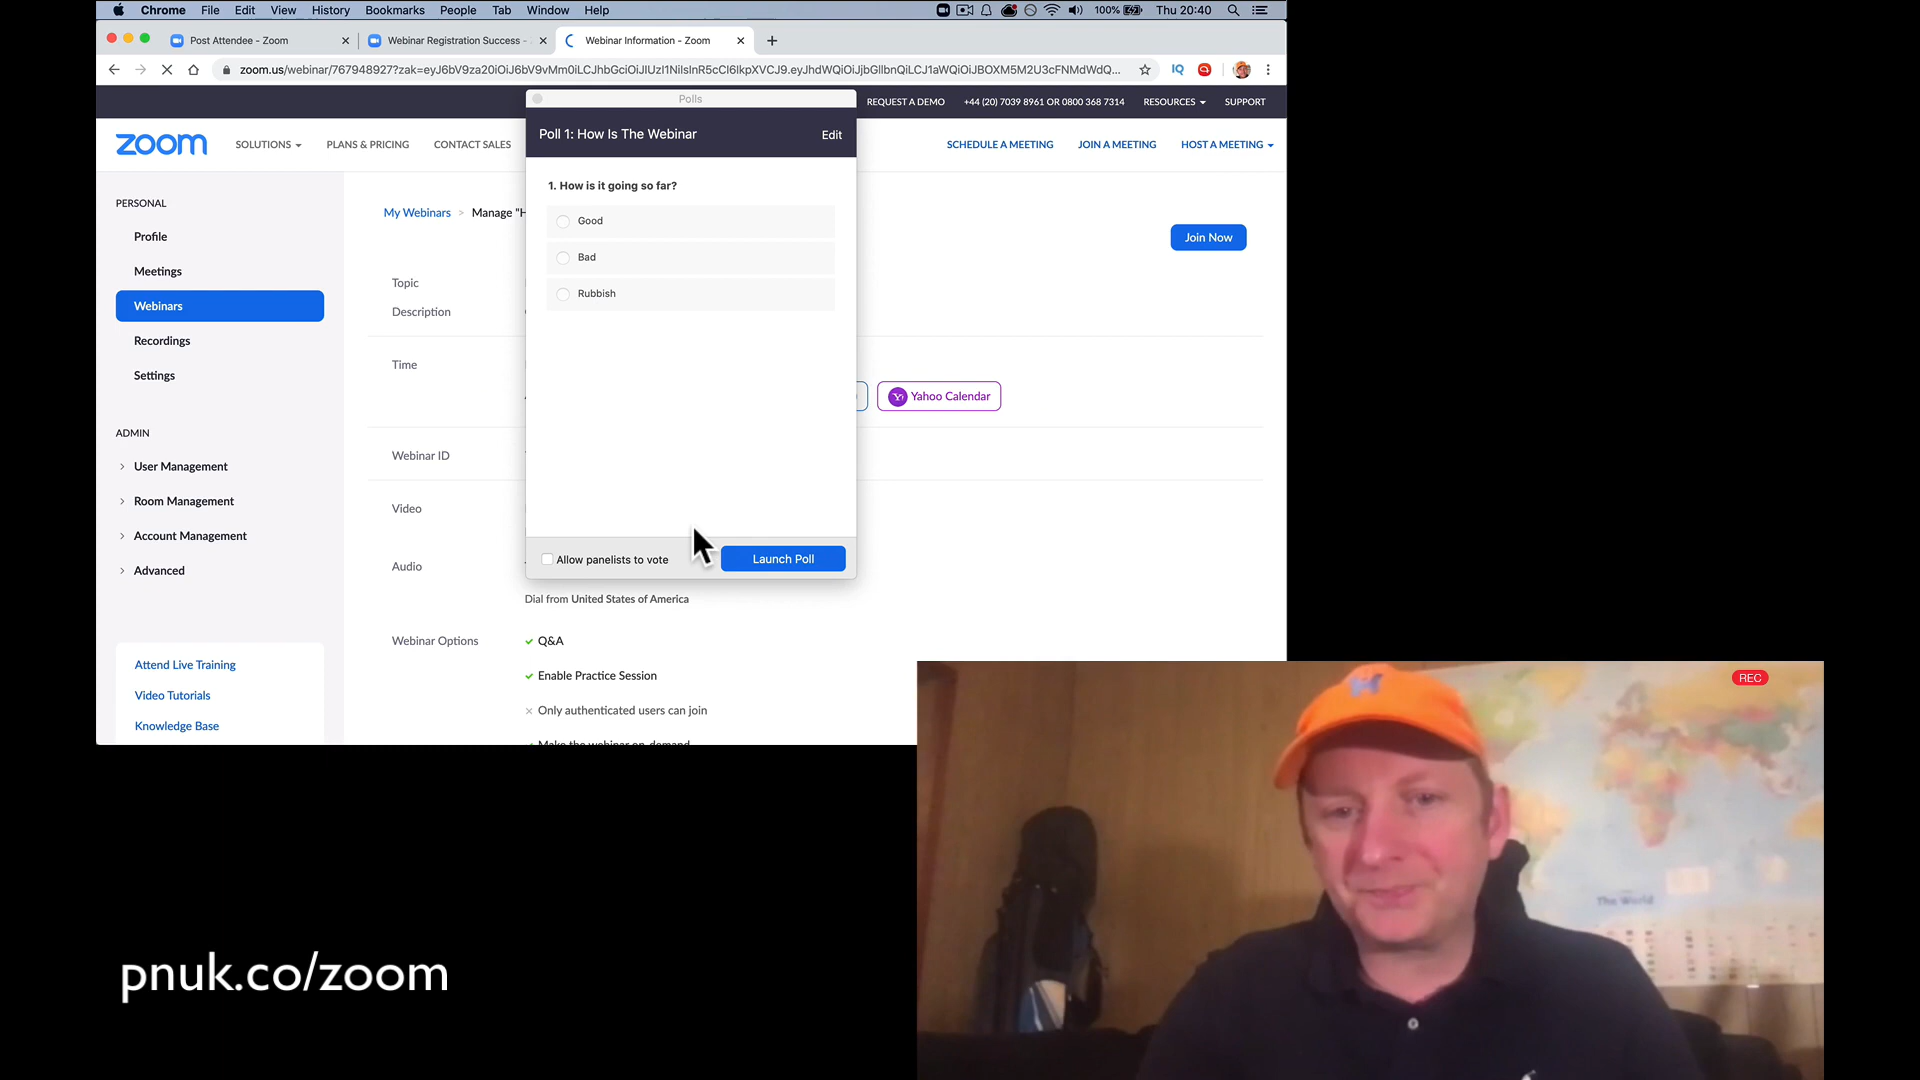 Chrome File Edit View History Bookmarks People Tab Window Help 100% Thu 20:40
Post Attendee - Zoom Webinar Registration Success - Webinar Information - Zoom
zoom.us/webinar/767948927?zak=
REQUEST A DEMO +44 (20) 7039 8961 OR 0800 368 7314 RESOURCES SUPPORT
zoom SOLUTIONS PLANS & PRICING CONTACT SALES SCHEDULE A MEETING JOIN A MEETING HOST A MEETING
Polls
Poll 1: How Is The Webinar Edit
1. How is it going so far?
Good
Bad
Rubbish
Allow panelists to vote Launch Poll
PERSONAL
Profile
Meetings
Webinars
Recordings
Settings
ADMIN
User Management
Room Management
Account Management
Advanced
Attend Live Training
Video Tutorials
Knowledge Base
My Webinars > Manage "H
Join Now
Topic
Description
Time
Yahoo Calendar
Webinar ID
Video
Audio
Dial from United States of America
Webinar Options Q&A
Enable Practice Session
Only authenticated users can join
Make the webinar on-demand
REC
The World
pnuk.co/zoom